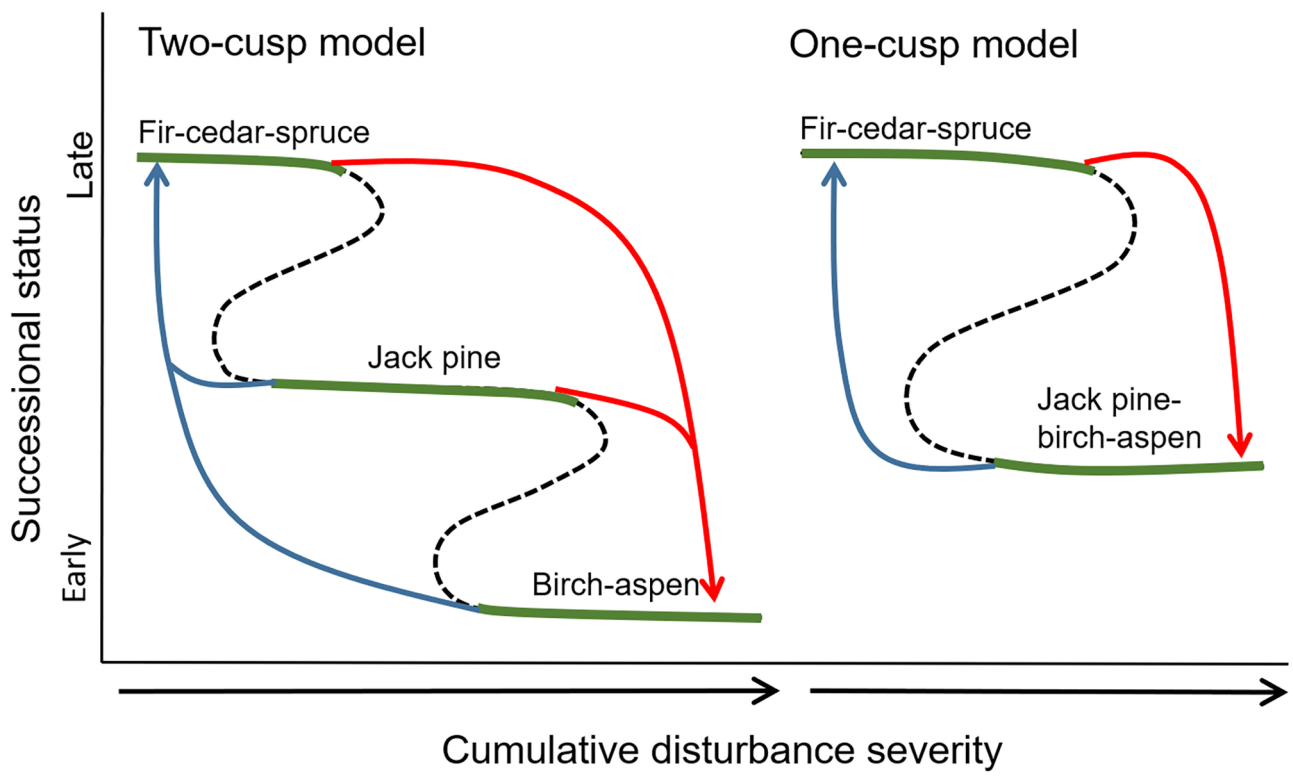 Two-cusp model
One-cusp model
Fir-cedar-spruce
Fir-cedar-spruce
Late
Successional status
Early
Jack pine
Jack pine-
birch-aspen
Birch-aspen
Cumulative disturbance severity